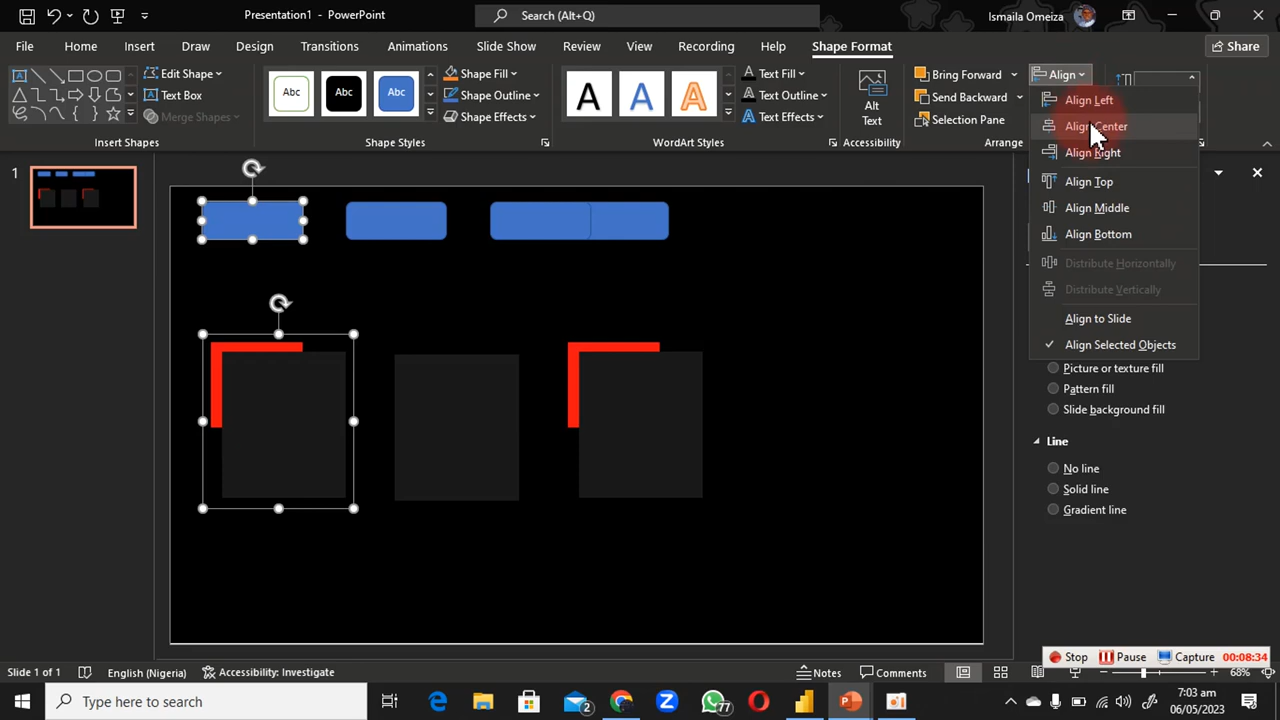 Presentation1 - PowerPoint
Search (Alt+Q)
Ismaila Omeiza
File Home Insert Draw Design Transitions Animations Slide Show Review View Recording Help Shape Format
Share
Edit Shape
Text Box
Merge Shapes
Insert Shapes
Abc Abc Abc
Shape Fill
Shape Outline
Shape Effects
Shape Styles
A A A
Text Fill
Text Outline
Text Effects
WordArt Styles
Alt
Text
Accessibility
Bring Forward
Send Backward
Selection Pane
Arrange
Align
Align Left
Align Center
Align Right
Align Top
Align Middle
Align Bottom
Distribute Horizontally
Distribute Vertically
Align to Slide
Align Selected Objects
1
Picture or texture fill
Pattern fill
Slide background fill
Line
No line
Solid line
Gradient line
Stop Pause Capture 00:08:34
Slide 1 of 1 English (Nigeria) Accessibility: Investigate Notes Comments 68%
Type here to search
2
77
7:03 am
06/05/2023